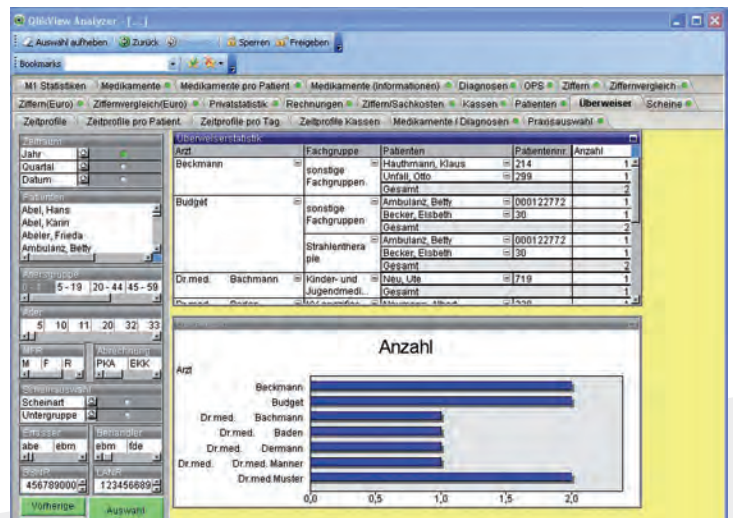 QlikView Analyzer - [...]
Auswahl aufheben Zurück Sperren Freigeben
Bookmarks
M1 Statistiken Medikamente Medikamente pro Patient Medikamente (Informationen) Diagnosen OPS Ziffern Ziffernvergleich
Ziffern(Euro) Ziffernvergleich(Euro) Privatstatistik Rechnungen Ziffern/Sachkosten Kassen Patienten Überweiser Scheine
Zeitprofile Zeitprofile pro Patient Zeitprofile pro Tag Zeitprofile Kassen Medikamente / Diagnosen Praxisauswahl
Zeitraum
Jahr
Quartal
Datum
Patienten
Abel, Hans
Abel, Karin
Abeler, Frieda
Ambulanz, Betty
Altersgruppe
5 - 19 20 - 44 45 - 59
Alter
5 10 11 20 32 33
M F R
Abrechnung
PKA EKK
Scheinauswahl
Scheinart
Untergruppe
Erfasser Behandler
abe ebm ebm fde
BSNR LANR
456789000 123456689
Vorherige Auswahl
Überweiserstatistik
Arzt Fachgruppe Patienten Patientennr. Anzahl
Beckmann sonstige Fachgruppen Hauthmann, Klaus 214 1
Unfall, Otto 299 1
Gesamt 2
Budget sonstige Fachgruppen Ambulanz, Betty 000122772 1
Becker, Elsbeth 30 1
Gesamt 2
Strahlenthera
pie Ambulanz, Betty 000122772 1
Becker, Elsbeth 30 1
Gesamt 2
Dr.med. Bachmann Kinder- und Jugendmedi... Neu, Ute 719 1
Gesamt 1
Anzahl
Arzt
Beckmann
Budget
Dr.med. Bachmann
Dr.med. Baden
Dr.med. Dermann
Dr.med. Dr.med. Manner
Dr.med Muster
0,0 0,5 1,0 1,5 2,0